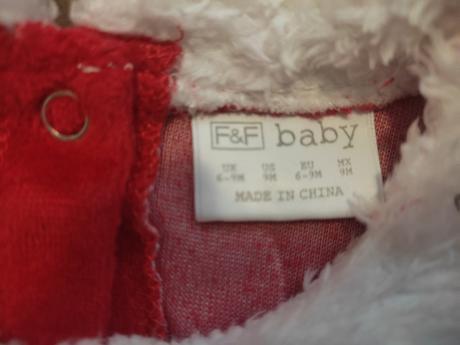 F&F baby
UK US EU MX
6-9M 9M 6-9M 9M
MADE IN CHINA